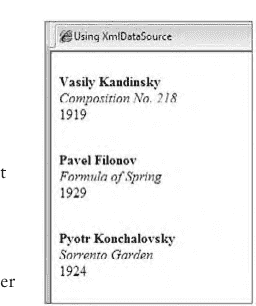 Using XmlDataSource
Vasily Kandinsky
Composition No. 218
1919
Pavel Filonov
Formula of Spring
1929
t
Pyotr Konchalovsky
Sorrento Garden
er
1924